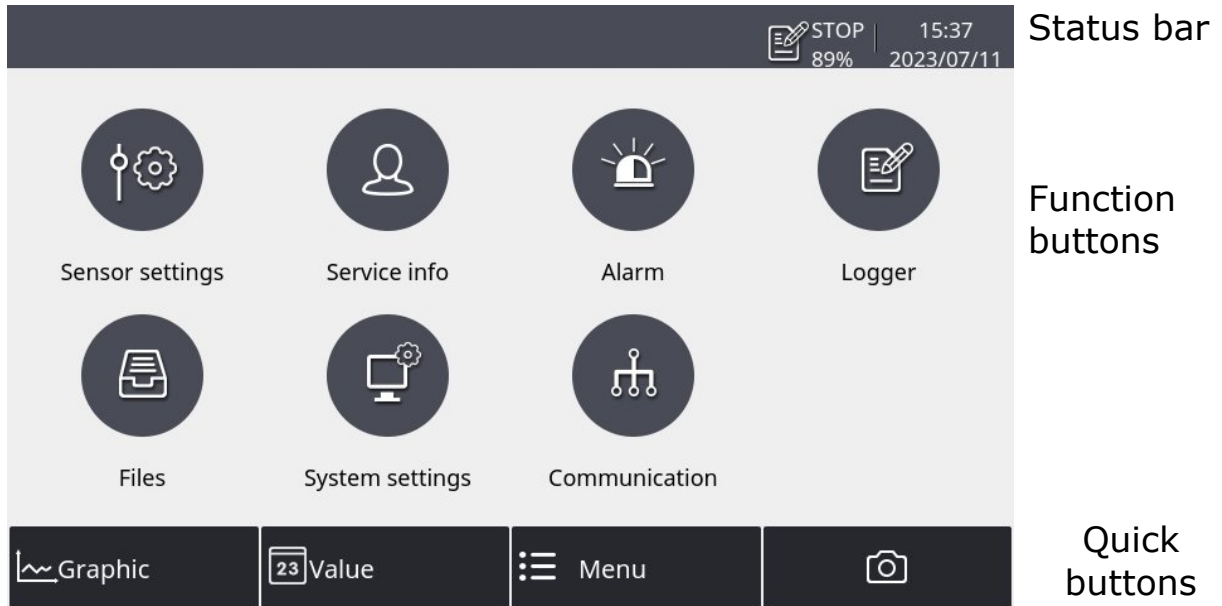 STOP 15:37 Status bar
89% 2023/07/11
Function
buttons
Sensor settings Service info Alarm Logger
Files System settings Communication
Quick
buttons
Graphic 23 Value Menu